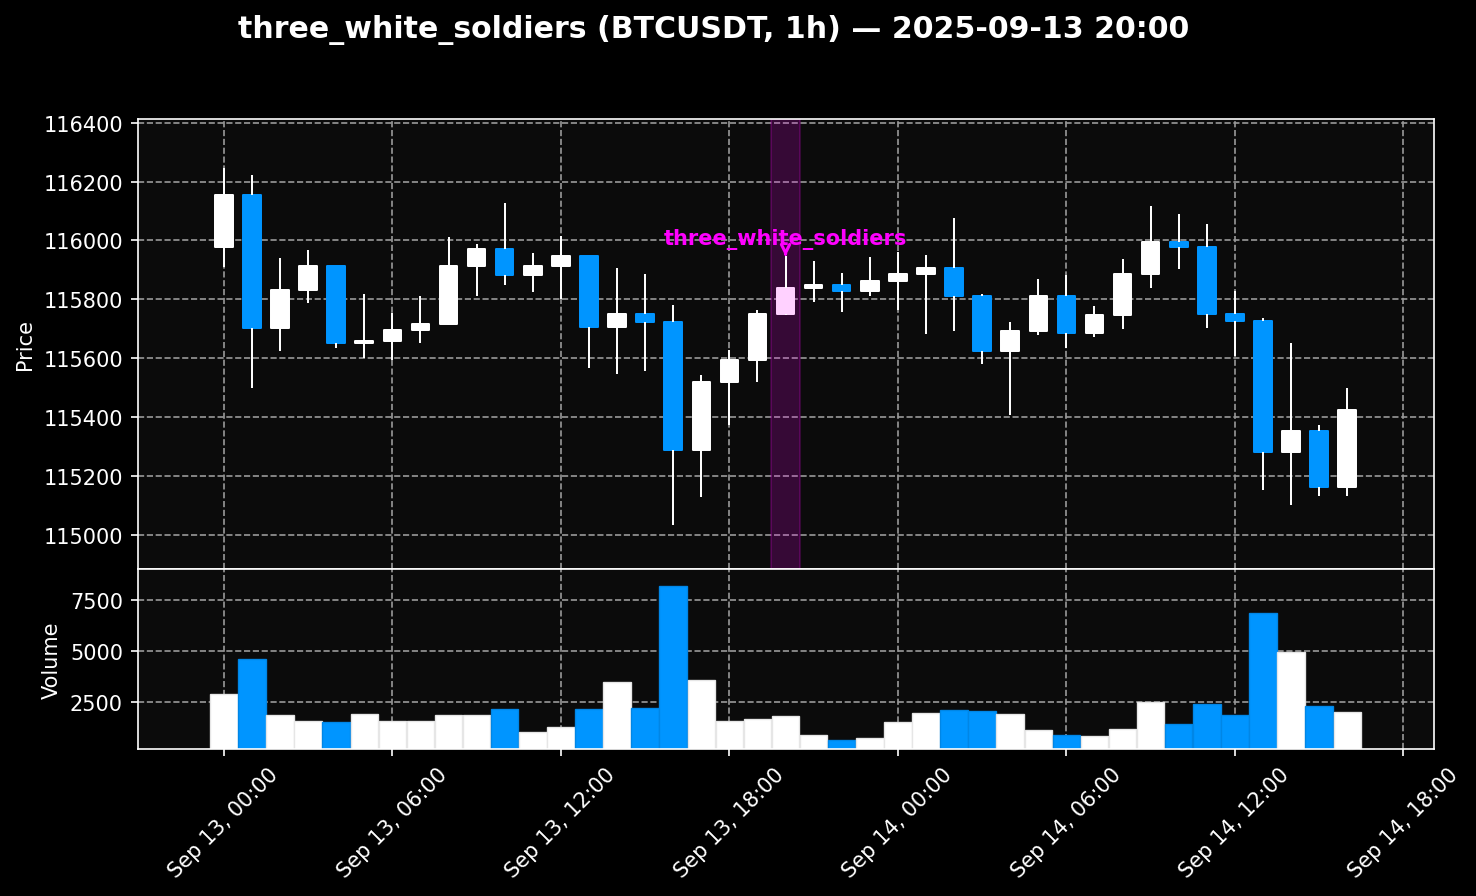 three_white_soldiers (BTCUSDT, 1h) — 2025-09-13 20:00
116400
116200
116000
115800
115600
115400
115200
115000
Price
three_white_soldiers
7500
5000
2500
Volume
Sep 13, 00:00
Sep 13, 06:00
Sep 13, 12:00
Sep 13, 18:00
Sep 14, 00:00
Sep 14, 06:00
Sep 14, 12:00
Sep 14, 18:00